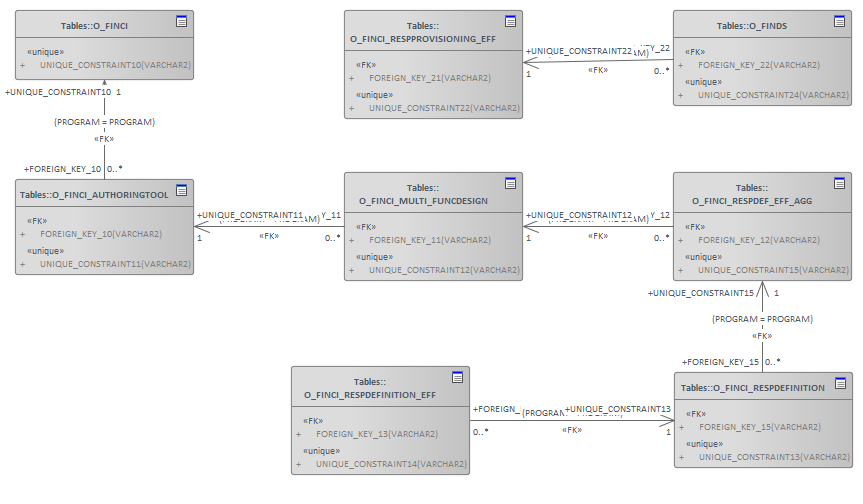 Tables::O_FINCI
«unique»
+ UNIQUE_CONSTRAINT10(VARCHAR2)
Tables::
O_FINCI_RESPPROVISIONING_EFF
«FK»
+ FOREIGN_KEY_21(VARCHAR2)
«unique»
+ UNIQUE_CONSTRAINT22(VARCHAR2)
Tables::O_FINDS
«FK»
+ FOREIGN_KEY_22(VARCHAR2)
«unique»
+ UNIQUE_CONSTRAINT24(VARCHAR2)
+UNIQUE_CONSTRAINT22
1
«FK»
0..*
+UNIQUE_CONSTRAINT10 1
(PROGRAM = PROGRAM)
«FK»
+FOREIGN_KEY_10 0..*
Tables::O_FINCI_AUTHORINGTOOL
«FK»
+ FOREIGN_KEY_10(VARCHAR2)
«unique»
+ UNIQUE_CONSTRAINT11(VARCHAR2)
+UNIQUE_CONSTRAINT11
1
«FK»
0..*
Tables::
O_FINCI_MULTI_FUNCDESIGN
«FK»
+ FOREIGN_KEY_11(VARCHAR2)
«unique»
+ UNIQUE_CONSTRAINT12(VARCHAR2)
+UNIQUE_CONSTRAINT12
1
«FK»
0..*
Tables::
O_FINCI_RESPDEF_EFF_AGG
«FK»
+ FOREIGN_KEY_12(VARCHAR2)
«unique»
+ UNIQUE_CONSTRAINT15(VARCHAR2)
+UNIQUE_CONSTRAINT15 1
(PROGRAM = PROGRAM)
«FK»
+FOREIGN_KEY_15 0..*
Tables::
O_FINCI_RESPDEFINITION_EFF
«FK»
+ FOREIGN_KEY_13(VARCHAR2)
«unique»
+ UNIQUE_CONSTRAINT14(VARCHAR2)
+FOREIGN_
+UNIQUE_CONSTRAINT13
0..*
«FK»
1
Tables::O_FINCI_RESPDEFINITION
«FK»
+ FOREIGN_KEY_15(VARCHAR2)
«unique»
+ UNIQUE_CONSTRAINT13(VARCHAR2)